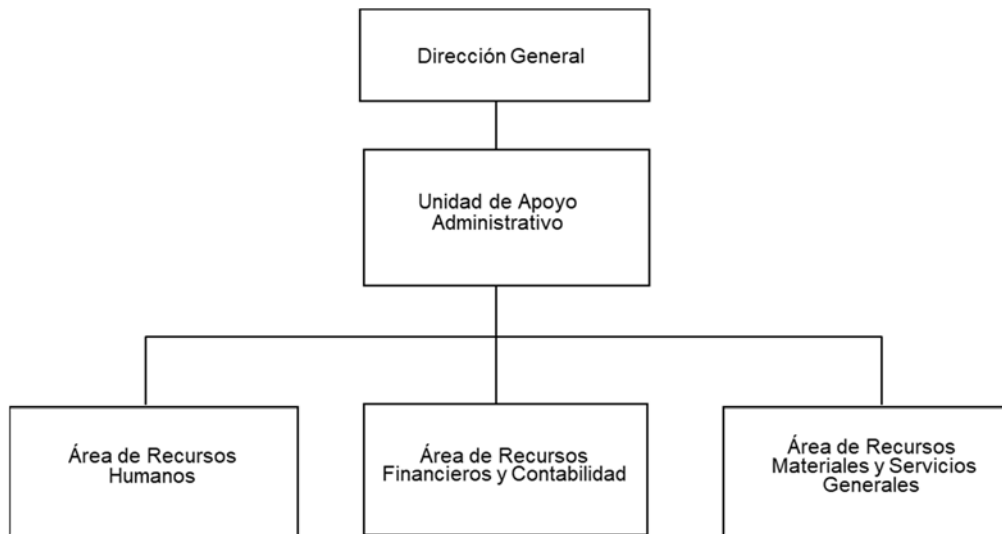 Dirección General
Unidad de Apoyo
Administrativo
Área de Recursos
Humanos
Área de Recursos
Financieros y Contabilidad
Área de Recursos
Materiales y Servicios
Generales